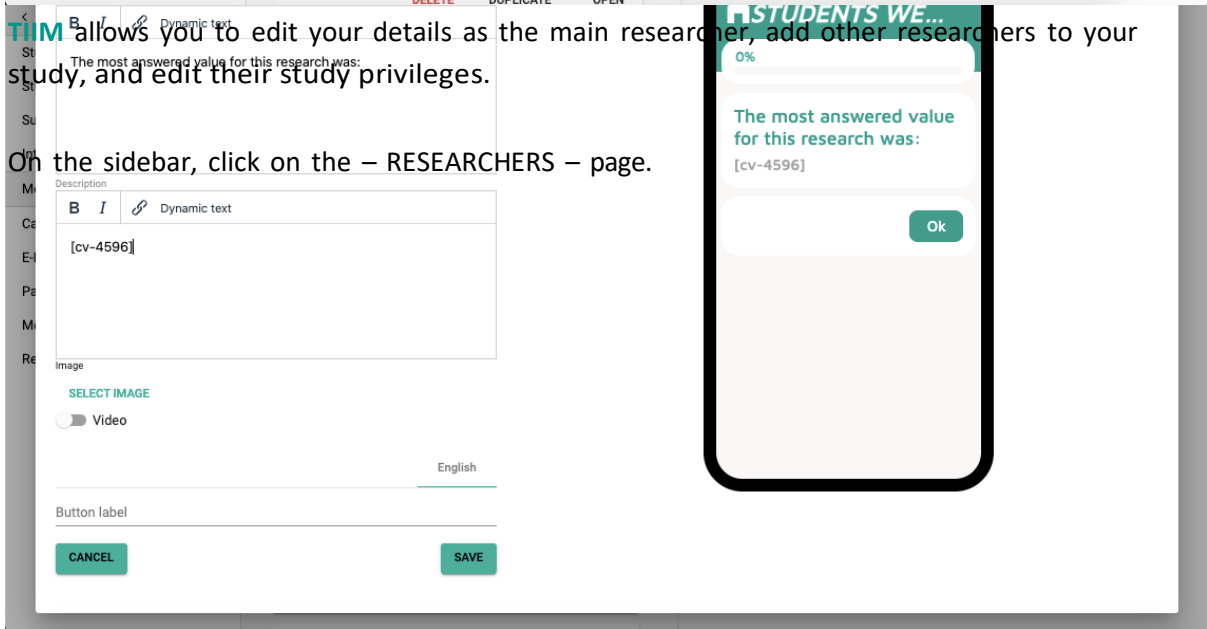 DELETE DUPLICATE OPEN
B I Dynamic text
TIIM allows you to edit your details as the main researcher, add other researchers to your
study, and edit their study privileges.
The most answered value for this research was:
On the sidebar, click on the – RESEARCHERS – page.
Description
B I Dynamic text
[cv-4596]
Image
SELECT IMAGE
Video
English
Button label
CANCEL SAVE
STUDENTS WE...
0%
The most answered value
for this research was:
[cv-4596]
Ok